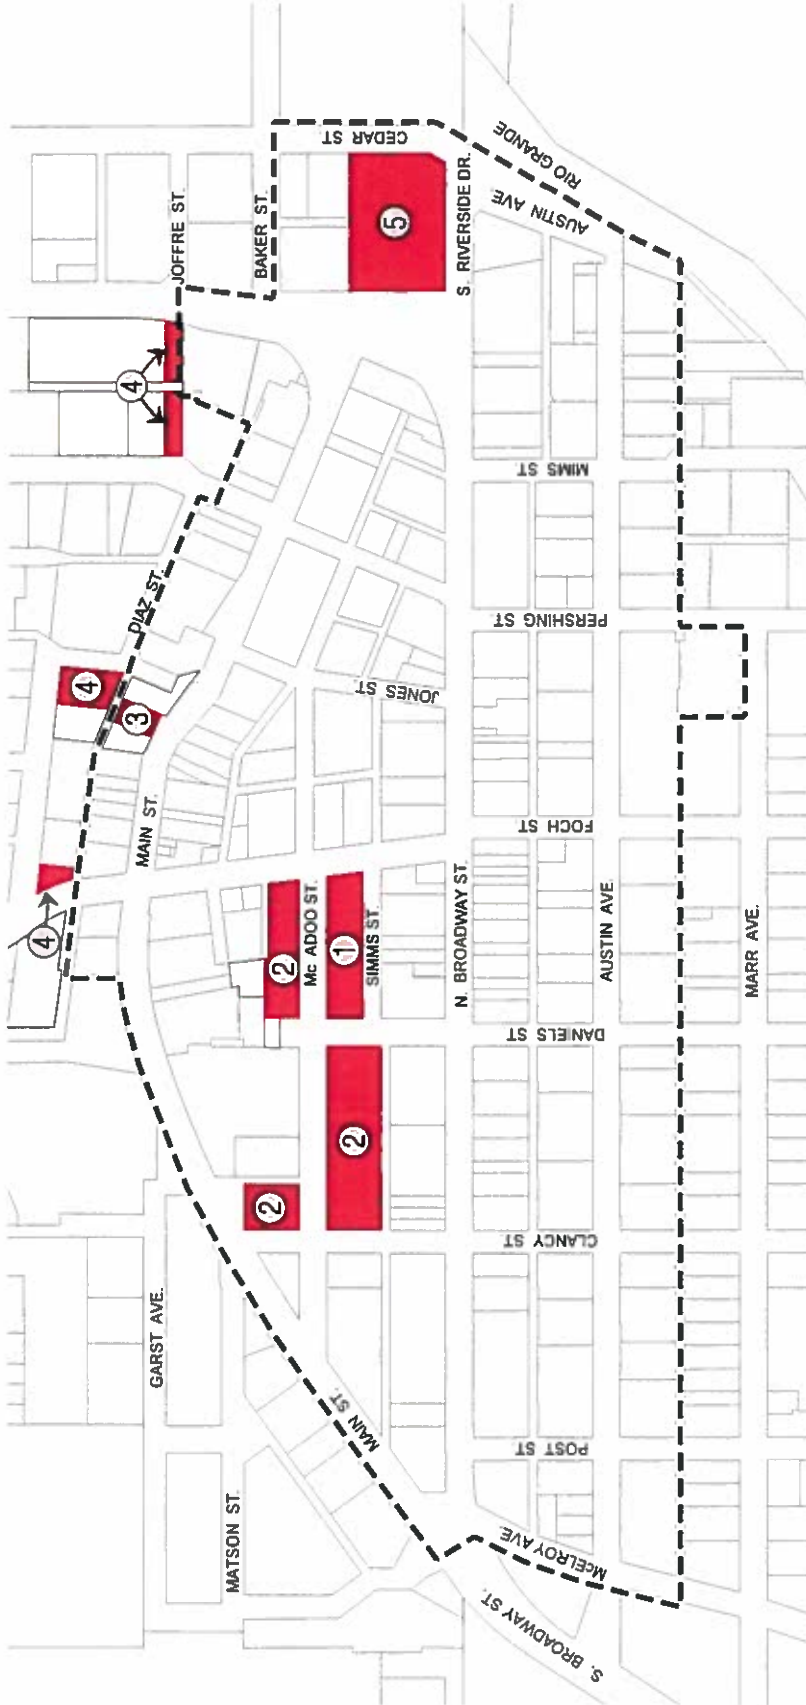 CEDAR ST
RIO GRANDE
S. RIVERSIDE DR.
AUSTIN AVE.
JOFFRE ST.
BAKER ST.
5
4
MIMS ST
DIAZ ST.
PERSHING ST
4
3
JONES ST
MAIN ST.
FOCH ST
4
2
Mc ADOO ST.
1
SIMMS ST.
N. BROADWAY ST.
AUSTIN AVE.
MARR AVE.
DANIELS ST
2
2
CLANCY ST
GARST AVE.
MAIN ST.
POST ST
MATSON ST.
McELROY AVE.
S. BROADWAY ST.